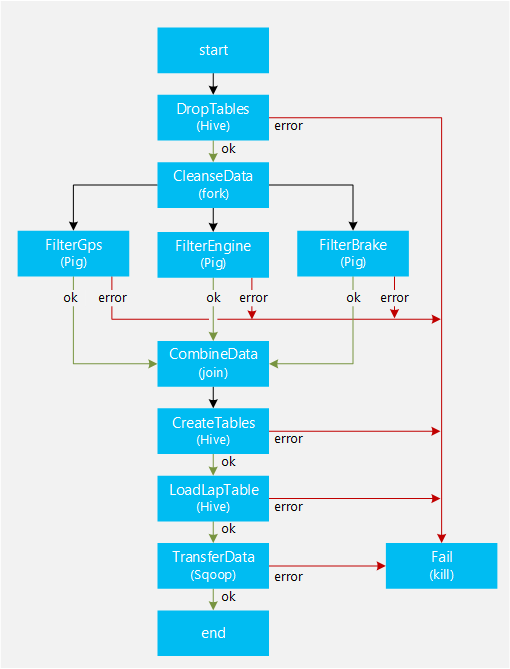 start
DropTables
(Hive)
error
ok
CleanseData
(fork)
FilterGps
(Pig)
FilterEngine
(Pig)
FilterBrake
(Pig)
ok
error
ok
error
ok
error
CombineData
(join)
CreateTables
(Hive)
error
ok
LoadLapTable
(Hive)
error
ok
TransferData
(Sqoop)
error
Fail
(kill)
ok
end